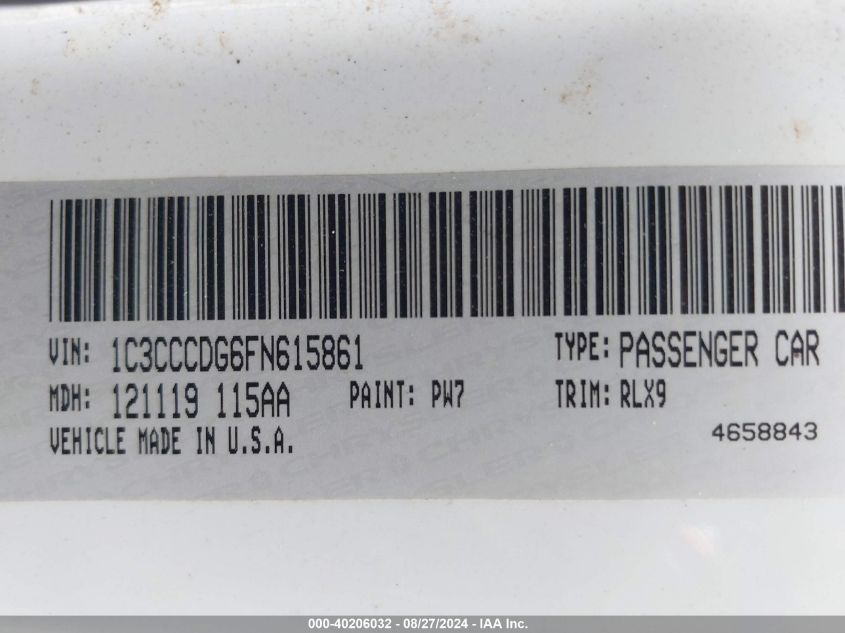 VIN: 1C3CCCDG6FN615861 TYPE: PASSENGER CAR
MDH: 121119 115AA PAINT: PW7 TRIM: RLX9
VEHICLE MADE IN U.S.A. 4658843
CHRYSLER
000-40206032 - 08/27/2024 - IAA Inc.